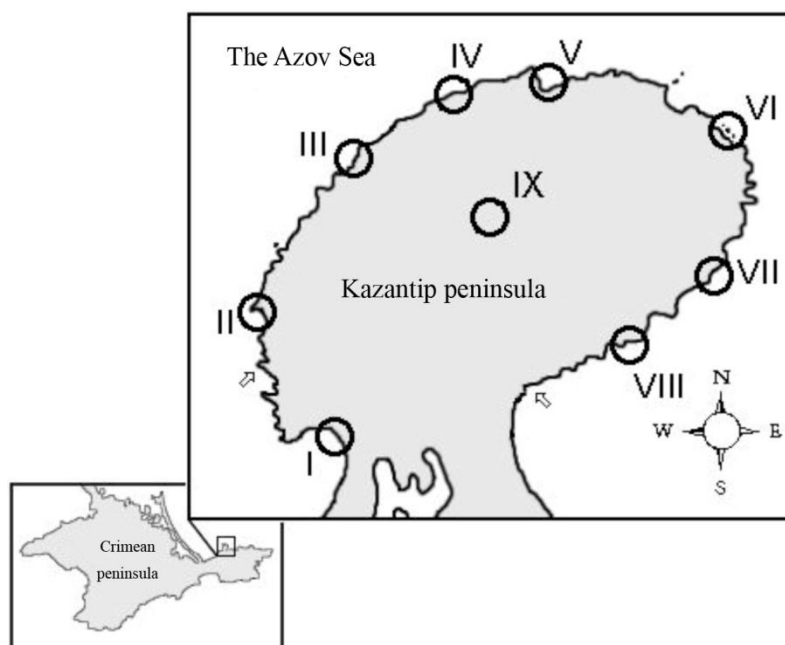 The Azov Sea
IV
V
VI
III
IX
Kazantip peninsula
VII
II
VIII
N
W
E
S
I
Crimean
peninsula